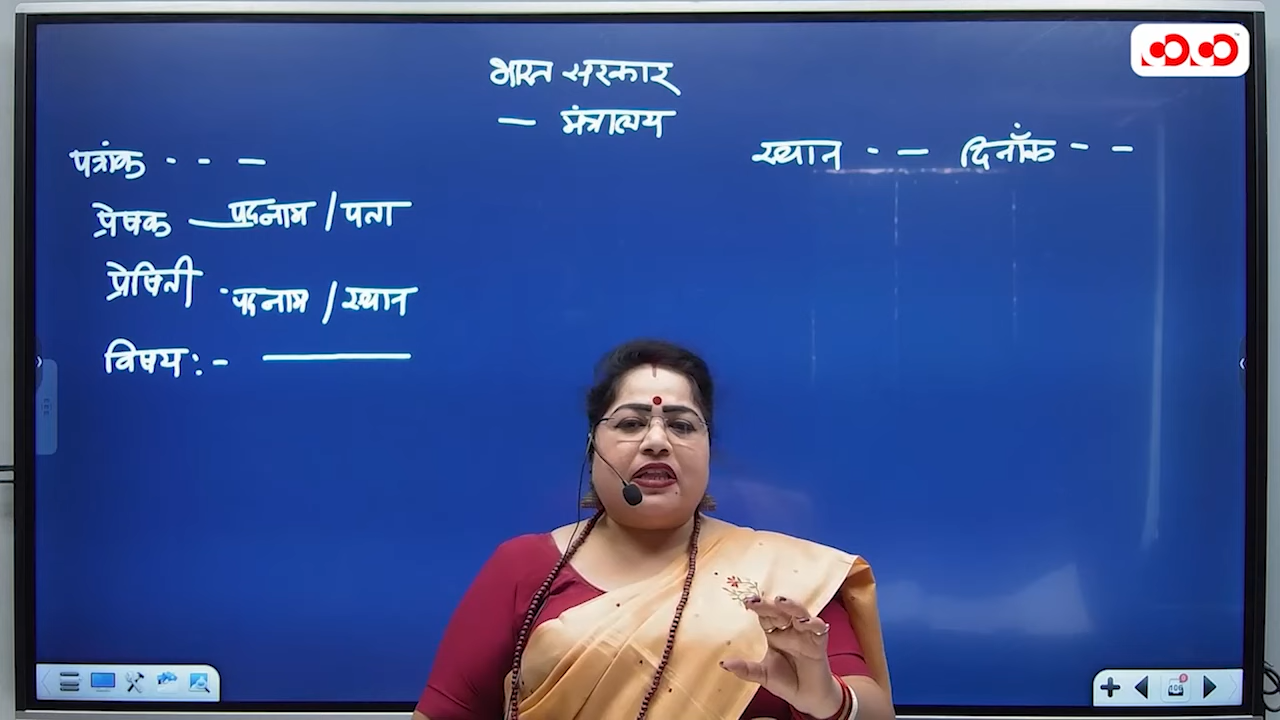 भारत सरकार
— मंत्रालय
पत्रांक - - —
स्थान - — दिनाँक - -
प्रेषक — पदनाम / पता
प्रेषिती - पदनाम / स्थान
विषय :- ———